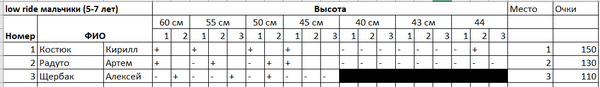 low ride мальчики (5-7 лет) Высота Место Очки
60 см 55 см 50 см 45 см 40 см 43 см 44
Номер ФИО 1 2 1 2 3 1 2 1 2 3 1 2 3 1 2 3 1 2 3
1 Костюк Кирилл + + + + - - - - - - - + 1 150
2 Радуто Артем + - + - + + - - - - - - - - - 2 130
3 Щербак Алексей - + - + - + - - - 3 110